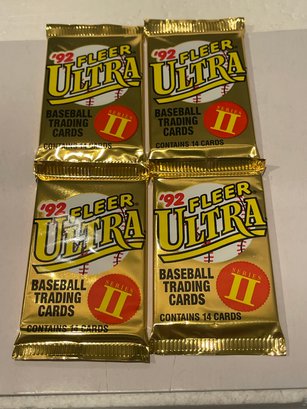 '92 FLEER
ULTRA
BASEBALL
TRADING
CARDS
SERIES
II
CONTAINS 14 CARDS
'92 FLEER
ULTRA
BASEBALL
TRADING
CARDS
SERIES
II
CONTAINS 14 CARDS
'92 FLEER
ULTRA
BASEBALL
TRADING
CARDS
SERIES
II
CONTAINS 14 CARDS
'92 FLEER
ULTRA
BASEBALL
TRADING
CARDS
SERIES
II
CONTAINS 14 CARDS